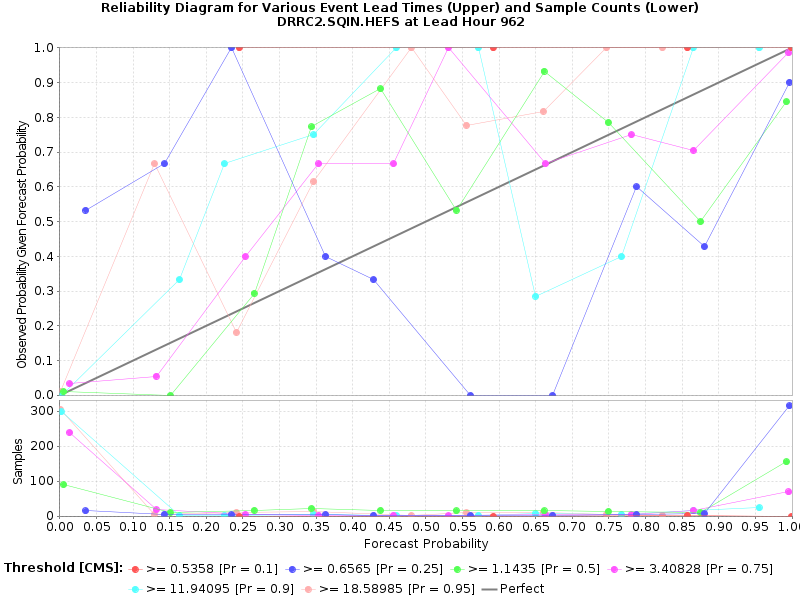 Reliability Diagram for Various Event Lead Times (Upper) and Sample Counts (Lower)
DRRC2.SQIN.HEFS at Lead Hour 962
Observed Probability Given Forecast Probability
1.0
0.9
0.8
0.7
0.6
0.5
0.4
0.3
0.2
0.1
0.0
Samples
300
200
100
0
0.00 0.05 0.10 0.15 0.20 0.25 0.30 0.35 0.40 0.45 0.50 0.55 0.60 0.65 0.70 0.75 0.80 0.85 0.90 0.95 1.00
Forecast Probability
Threshold [CMS]: >= 0.5358 [Pr = 0.1] >= 0.6565 [Pr = 0.25] >= 1.1435 [Pr = 0.5] >= 3.40828 [Pr = 0.75]
>= 11.94095 [Pr = 0.9] >= 18.58985 [Pr = 0.95] Perfect